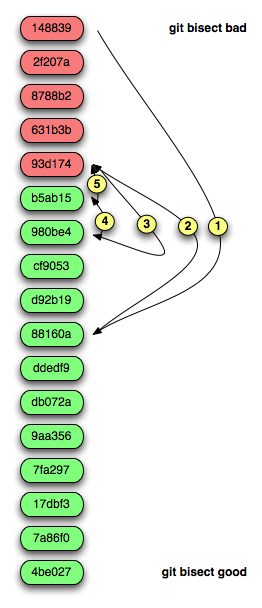 148839 git bisect bad
2f207a
8788b2
631b3b
93d174
5
b5ab15
980be4 4 3 2 1
cf9053
d92b19
88160a
ddedf9
db072a
9aa356
7fa297
17dbf3
7a86f0
4be027 git bisect good